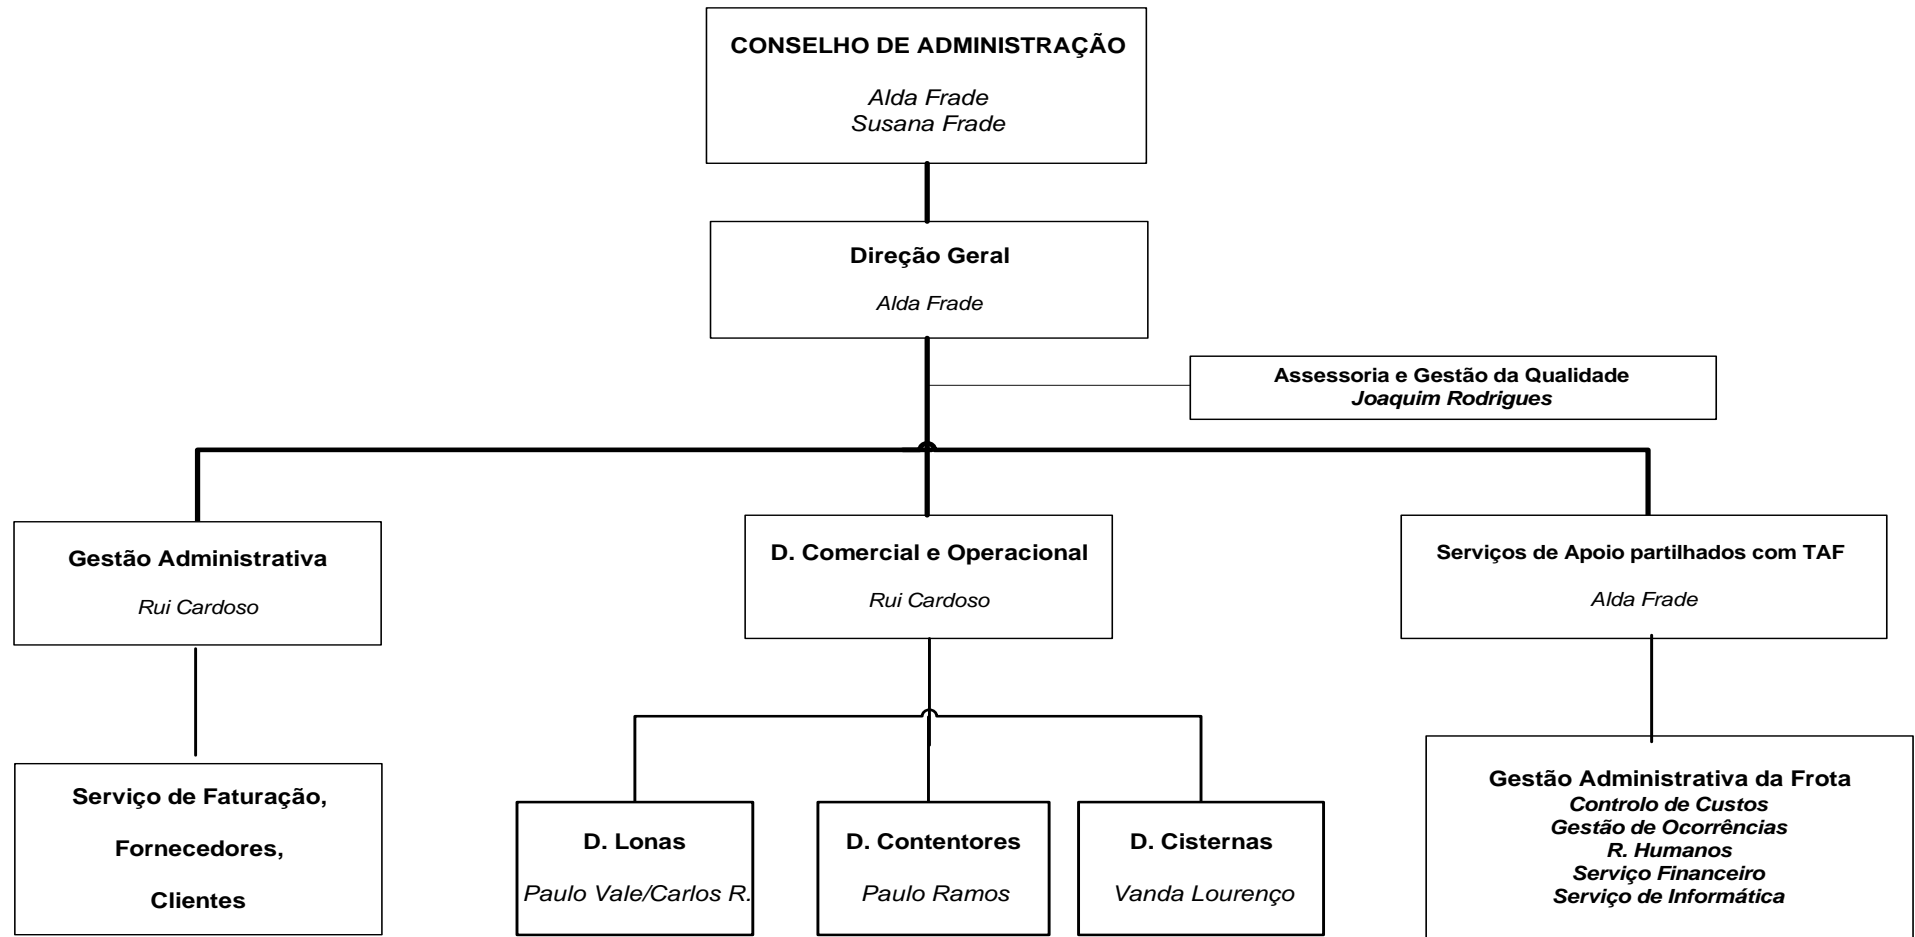 CONSELHO DE ADMINISTRAÇÃO
Alda Frade
Susana Frade
Direção Geral
Alda Frade
Assessoria e Gestão da Qualidade
Joaquim Rodrigues
Gestão Administrativa
Rui Cardoso
D. Comercial e Operacional
Rui Cardoso
Serviços de Apoio partilhados com TAF
Alda Frade
Serviço de Faturação,
Fornecedores,
Clientes
D. Lonas
Paulo Vale/Carlos R.
D. Contentores
Paulo Ramos
D. Cisternas
Vanda Lourenço
Gestão Administrativa da Frota
Controlo de Custos
Gestão de Ocorrências
R. Humanos
Serviço Financeiro
Serviço de Informática